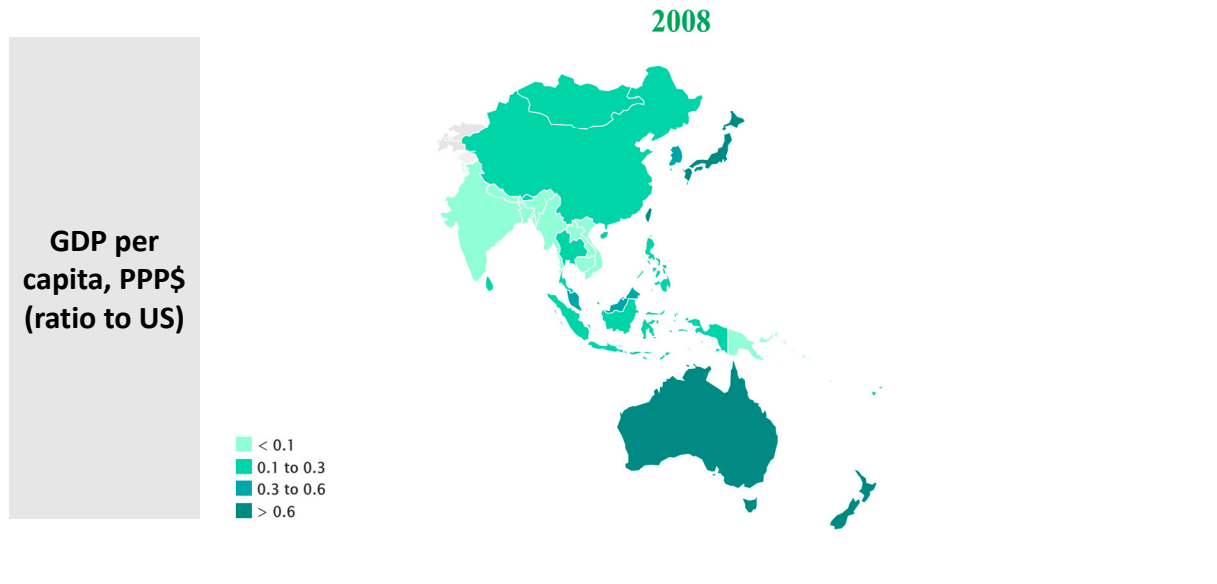 2008
GDP per
capita, PPP$
(ratio to US)
< 0.1
0.1 to 0.3
0.3 to 0.6
> 0.6